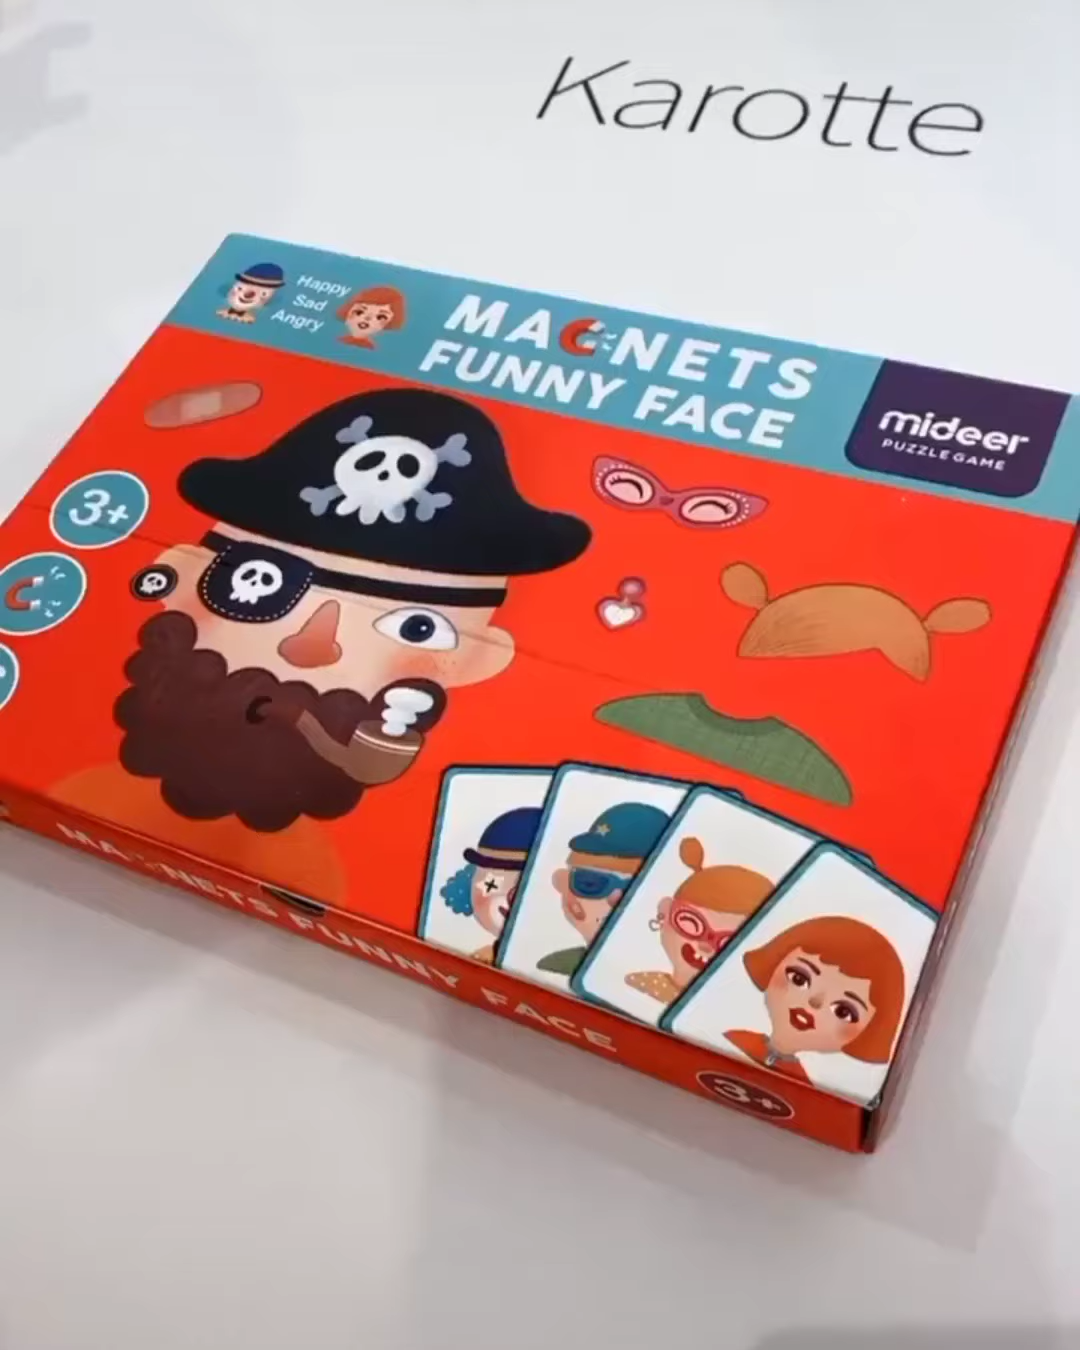 Karotte
Happy
Sad
Angry
MAGNETS
FUNNY FACE
mideer
PUZZLE GAME
3+
MAGNETS FUNNY FACE
3+